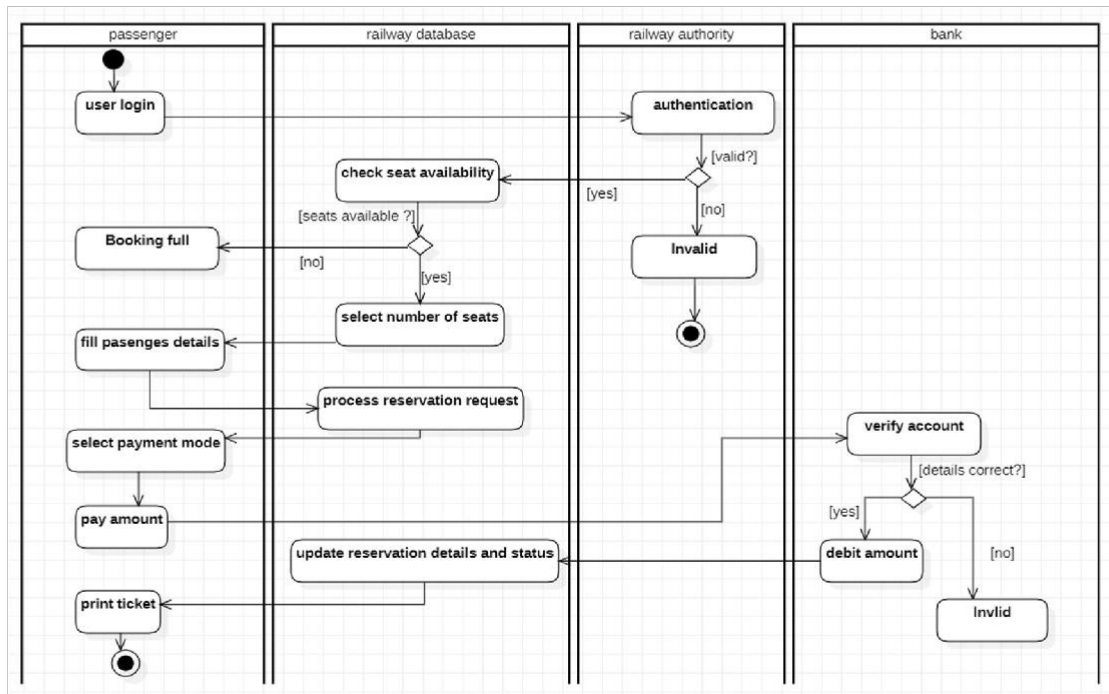 passenger
railway database
railway authority
bank
user login
authentication
[valid?]
check seat availability
[yes]
[no]
[seats available ?]
Booking full
[no]
[yes]
Invalid
select number of seats
fill pasenges details
process reservation request
select payment mode
verify account
[details correct?]
pay amount
[yes]
[no]
update reservation details and status
debit amount
print ticket
Invlid